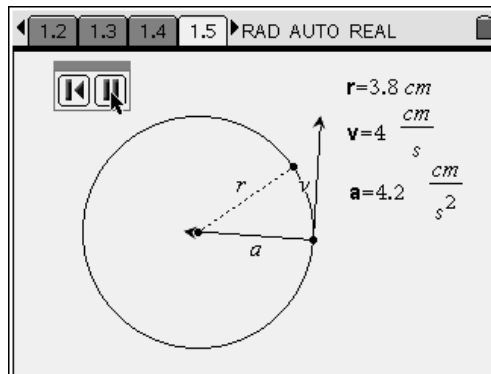 1.2 1.3 1.4 1.5 RAD AUTO REAL
r=3.8 cm
v=4 cm/s
a=4.2 cm/s²
r
v
a